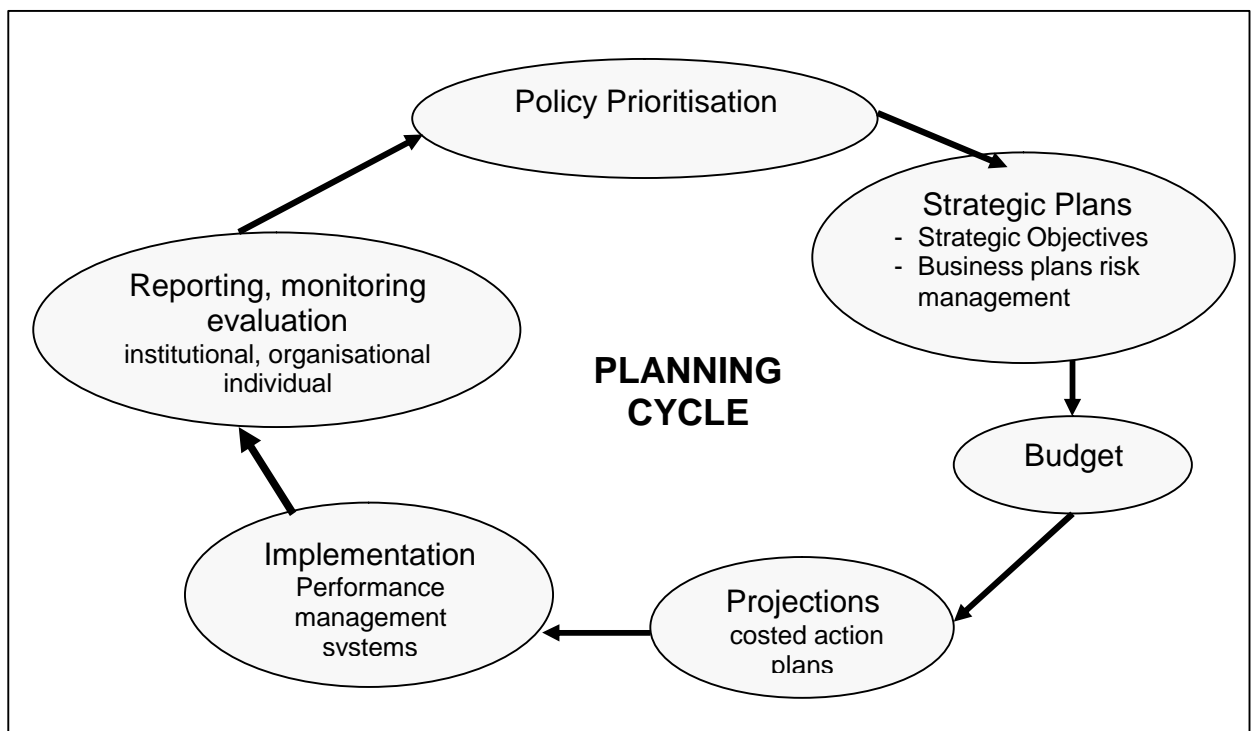 Policy Prioritisation
Strategic Plans
- Strategic Objectives
- Business plans risk
management
Budget
Projections
costed action
plans
Implementation
Performance
management
systems
Reporting, monitoring
evaluation
institutional, organisational
individual
PLANNING
CYCLE